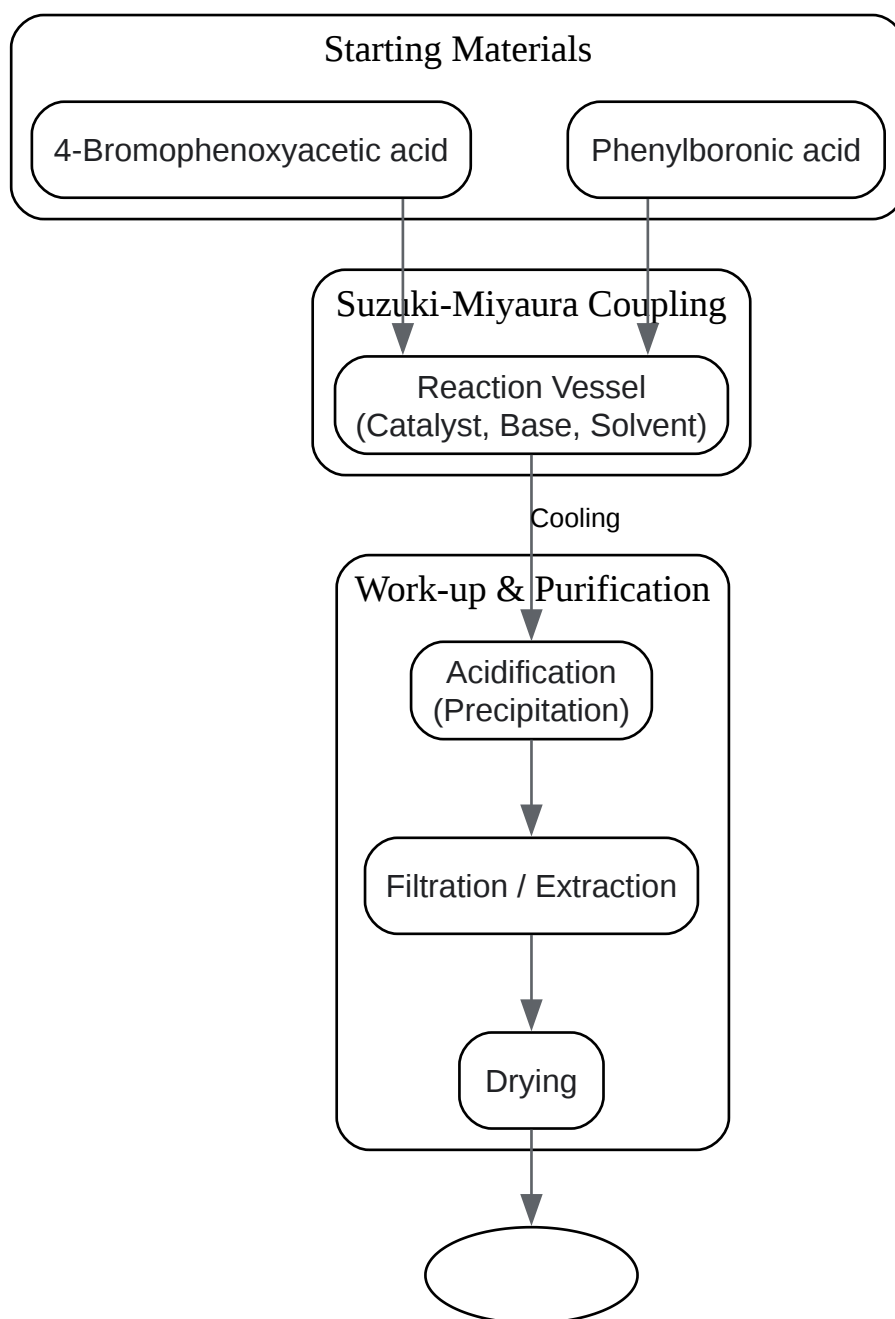 Starting Materials
4-Bromophenoxyacetic acid
Phenylboronic acid
Suzuki-Miyaura Coupling
Reaction Vessel
(Catalyst, Base, Solvent)
Cooling
Work-up & Purification
Acidification
(Precipitation)
Filtration / Extraction
Drying